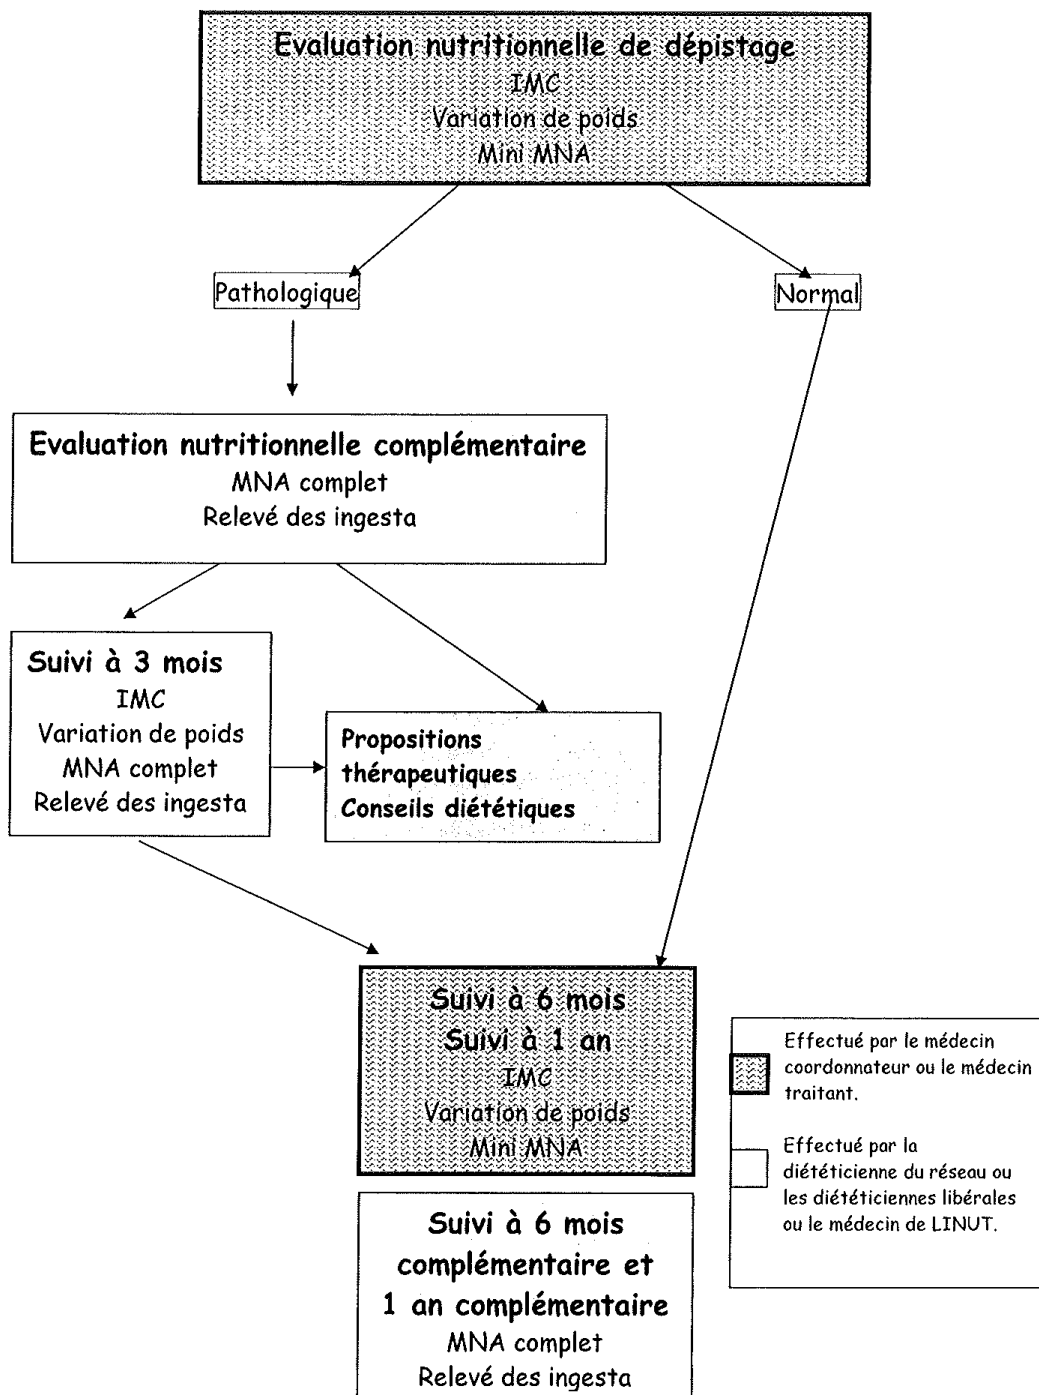 Evaluation nutritionnelle de dépistage
IMC
Variation de poids
Mini MNA
Pathologique
Normal
Evaluation nutritionnelle complémentaire
MNA complet
Relevé des ingesta
Suivi à 3 mois
IMC
Variation de poids
MNA complet
Relevé des ingesta
Propositions
thérapeutiques
Conseils diététiques
Suivi à 6 mois
Suivi à 1 an
IMC
Variation de poids
Mini MNA
Suivi à 6 mois
complémentaire et
1 an complémentaire
MNA complet
Relevé des ingesta
Effectué par le médecin
coordonnateur ou le médecin
traitant.
Effectué par la
diététicienne du réseau ou
les diététiciennes libérales
ou le médecin de LINUT.